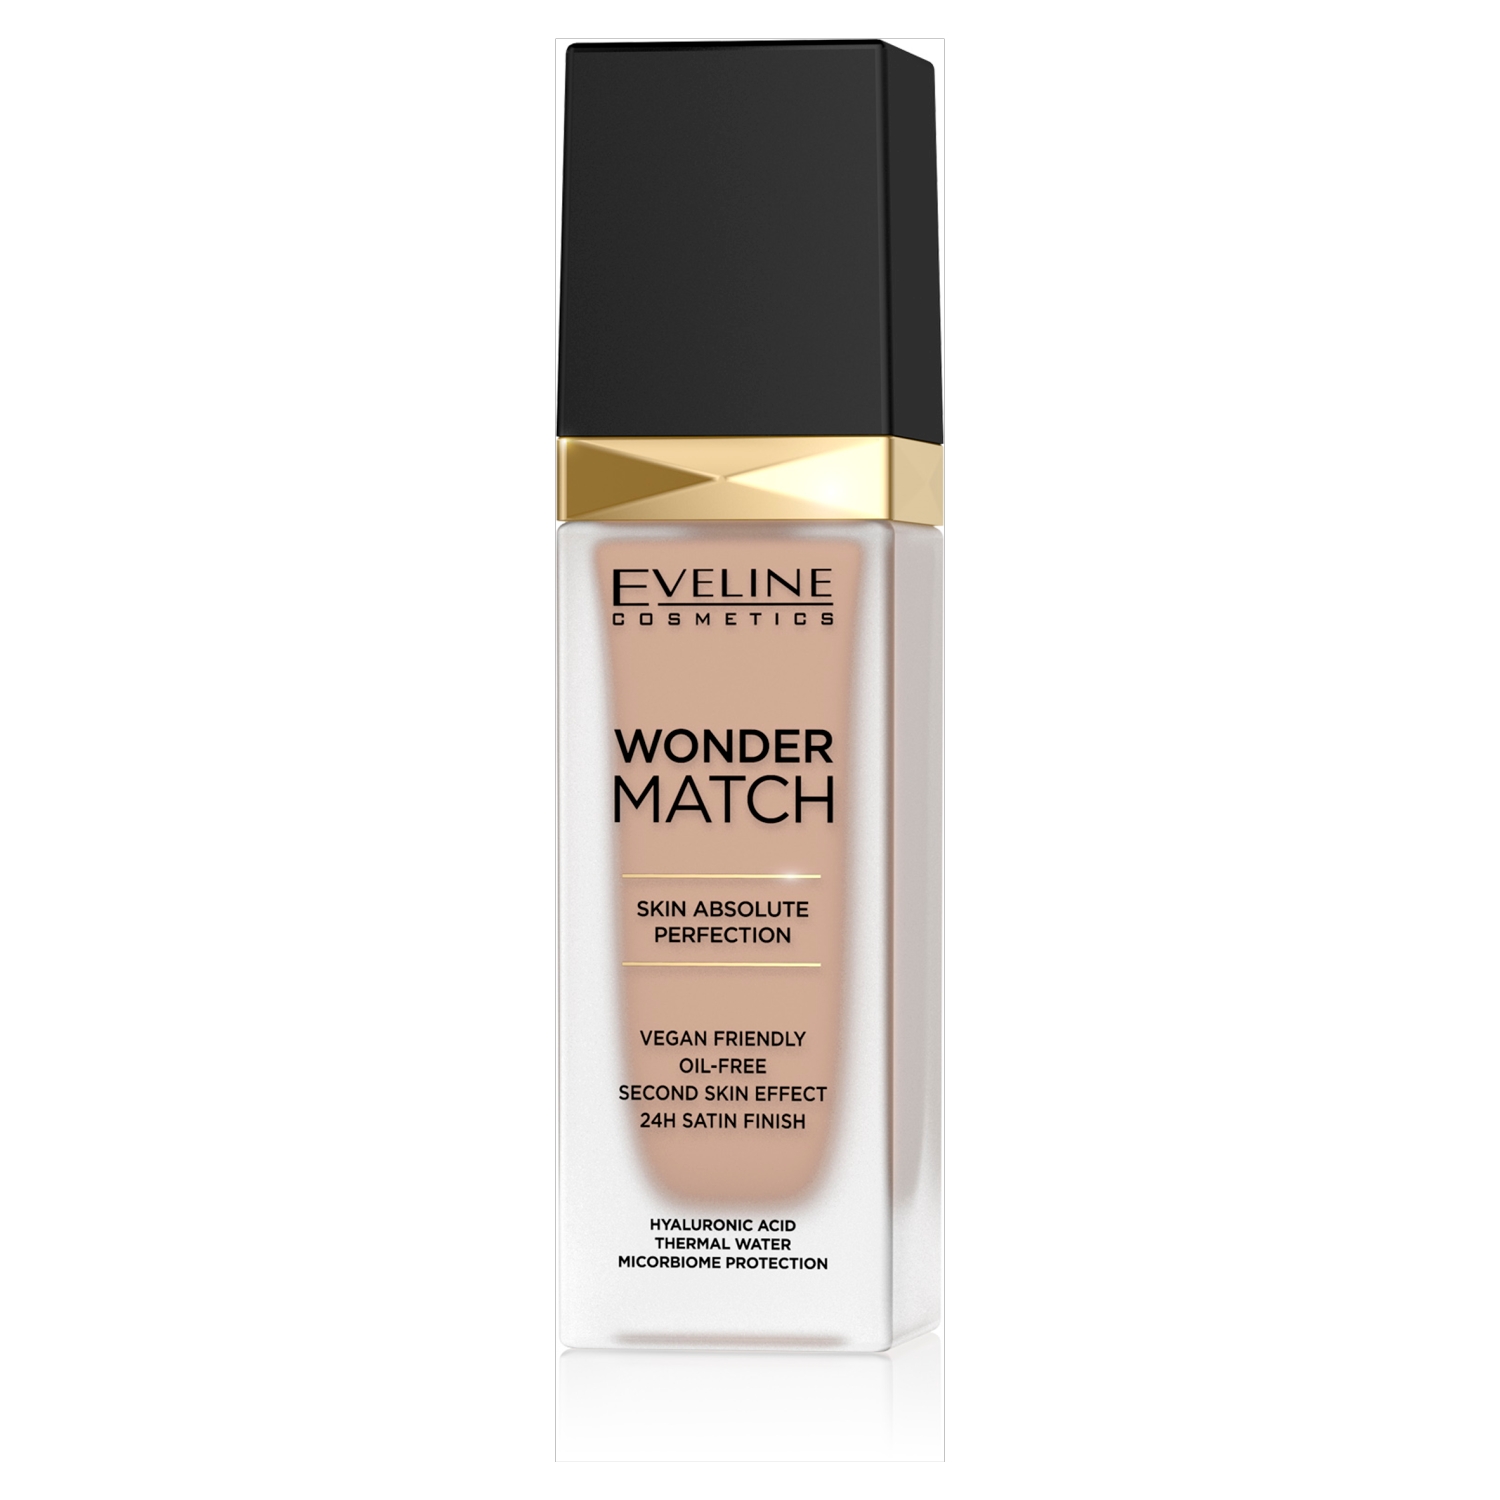 EVELINE
COSMETICS
WONDER
MATCH
SKIN ABSOLUTE
PERFECTION
VEGAN FRIENDLY
OIL-FREE
SECOND SKIN EFFECT
24H SATIN FINISH
HYALURONIC ACID
THERMAL WATER
MICORBIOME PROTECTION